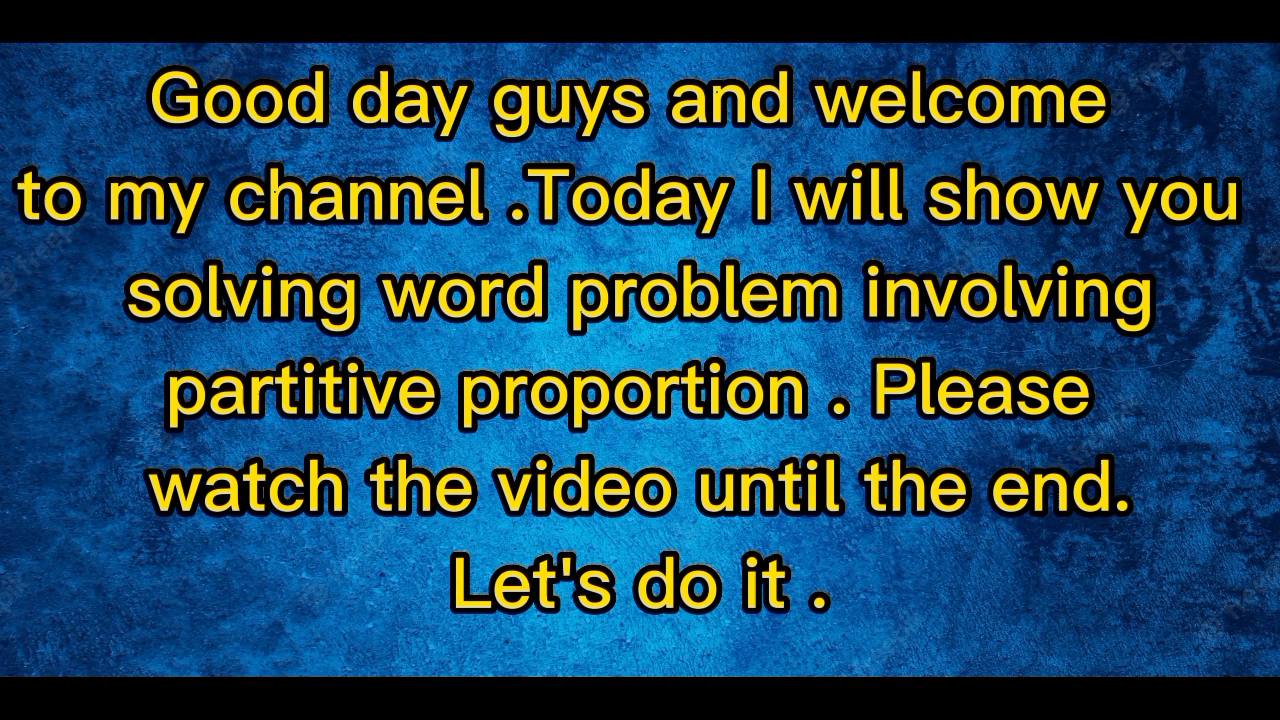 Good day guys and welcome
to my channel .Today I will show you
solving word problem involving
partitive proportion . Please
watch the video until the end.
Let's do it .